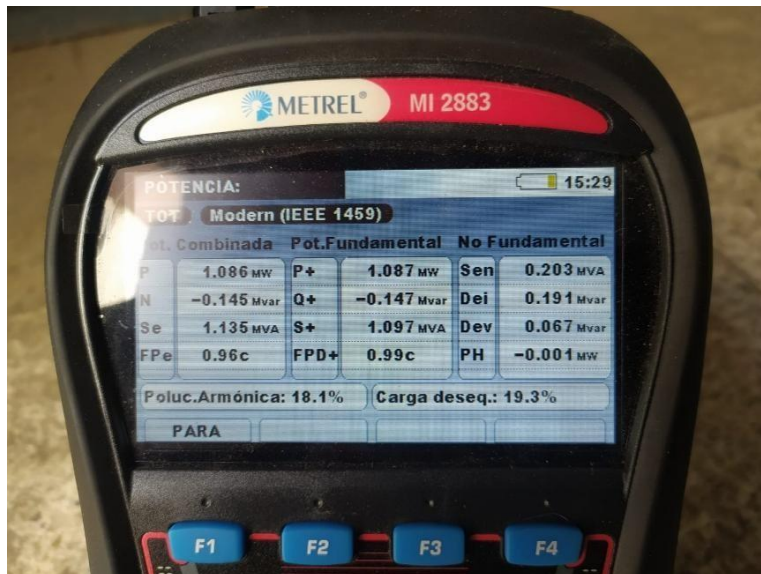 METREL® MI 2883
POTENCIA: 15:29
TOT Modern (IEEE 1459)
Pot. Combinada Pot.Fundamental No Fundamental
P 1.086 MW P+ 1.087 MW Sen 0.203 MVA
N -0.145 Mvar Q+ -0.147 Mvar Dei 0.191 Mvar
Se 1.135 MVA S+ 1.097 MVA Dev 0.067 Mvar
FPe 0.96c FPD+ 0.99c PH -0.001 MW
Poluc.Armónica: 18.1% Carga deseq.: 19.3%
PARA
F1 F2 F3 F4